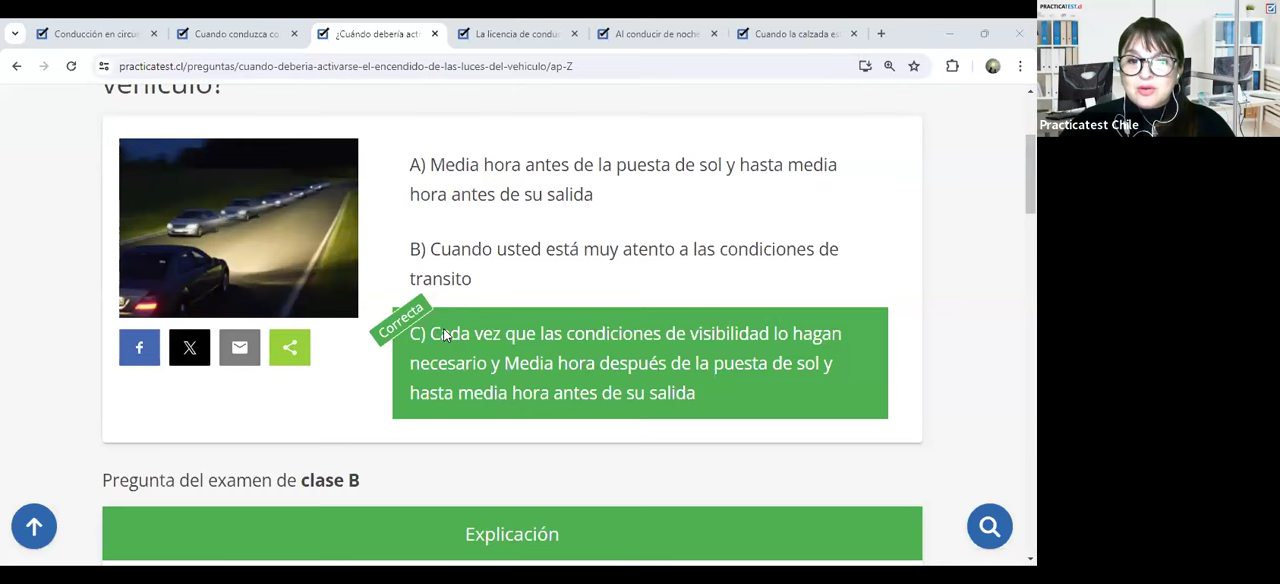 Conducción en circu
Cuando conduzca co
¿Cuándo debería act
La licencia de condu
Al conducir de noch
Cuando la calzada es
practicatest.cl/preguntas/cuando-deberia-activarse-el-encendido-de-las-luces-del-vehiculo/ap-Z
PRACTICATEST.cl
Practicatest Chile
vehículo?
A) Media hora antes de la puesta de sol y hasta media
hora antes de su salida
B) Cuando usted está muy atento a las condiciones de
transito
Correcta
C) Cada vez que las condiciones de visibilidad lo hagan
necesario y Media hora después de la puesta de sol y
hasta media hora antes de su salida
Pregunta del examen de clase B
Explicación